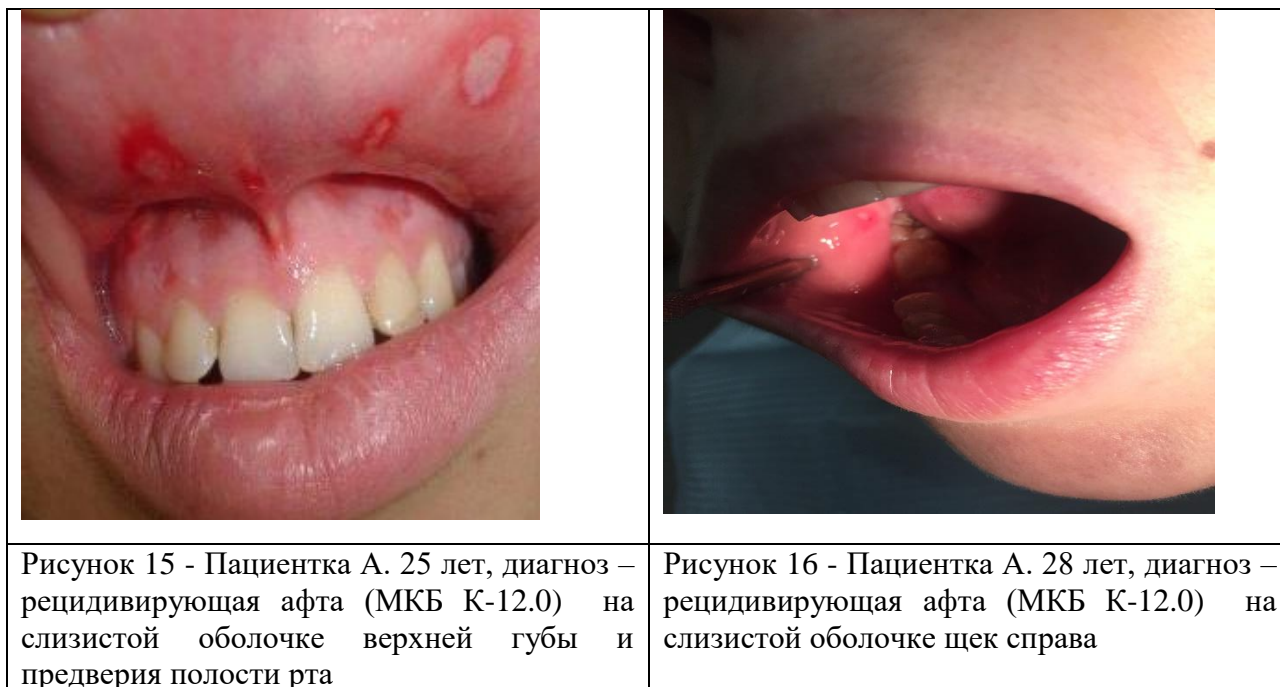 Рисунок 15 - Пациентка А. 25 лет, диагноз –
рецидивирующая афта (МКБ К-12.0) на
слизистой оболочке верхней губы и
предверия полости рта
Рисунок 16 - Пациентка А. 28 лет, диагноз –
рецидивирующая афта (МКБ К-12.0) на
слизистой оболочке щек справа